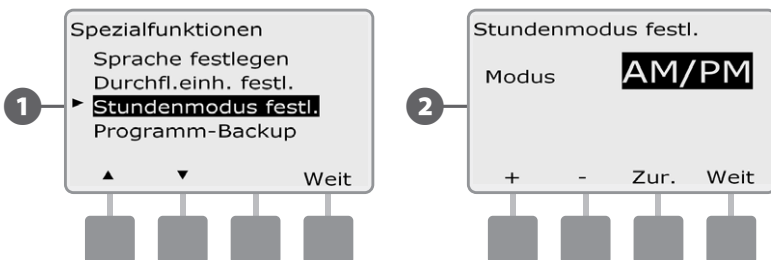 1
Spezialfunktionen
Sprache festlegen
Durchfl.einh. festl.
► Stundenmodus festl.
Programm-Backup
▲ ▼ Weit
2
Stundenmodus festl.
Modus AM/PM
+ - Zur. Weit